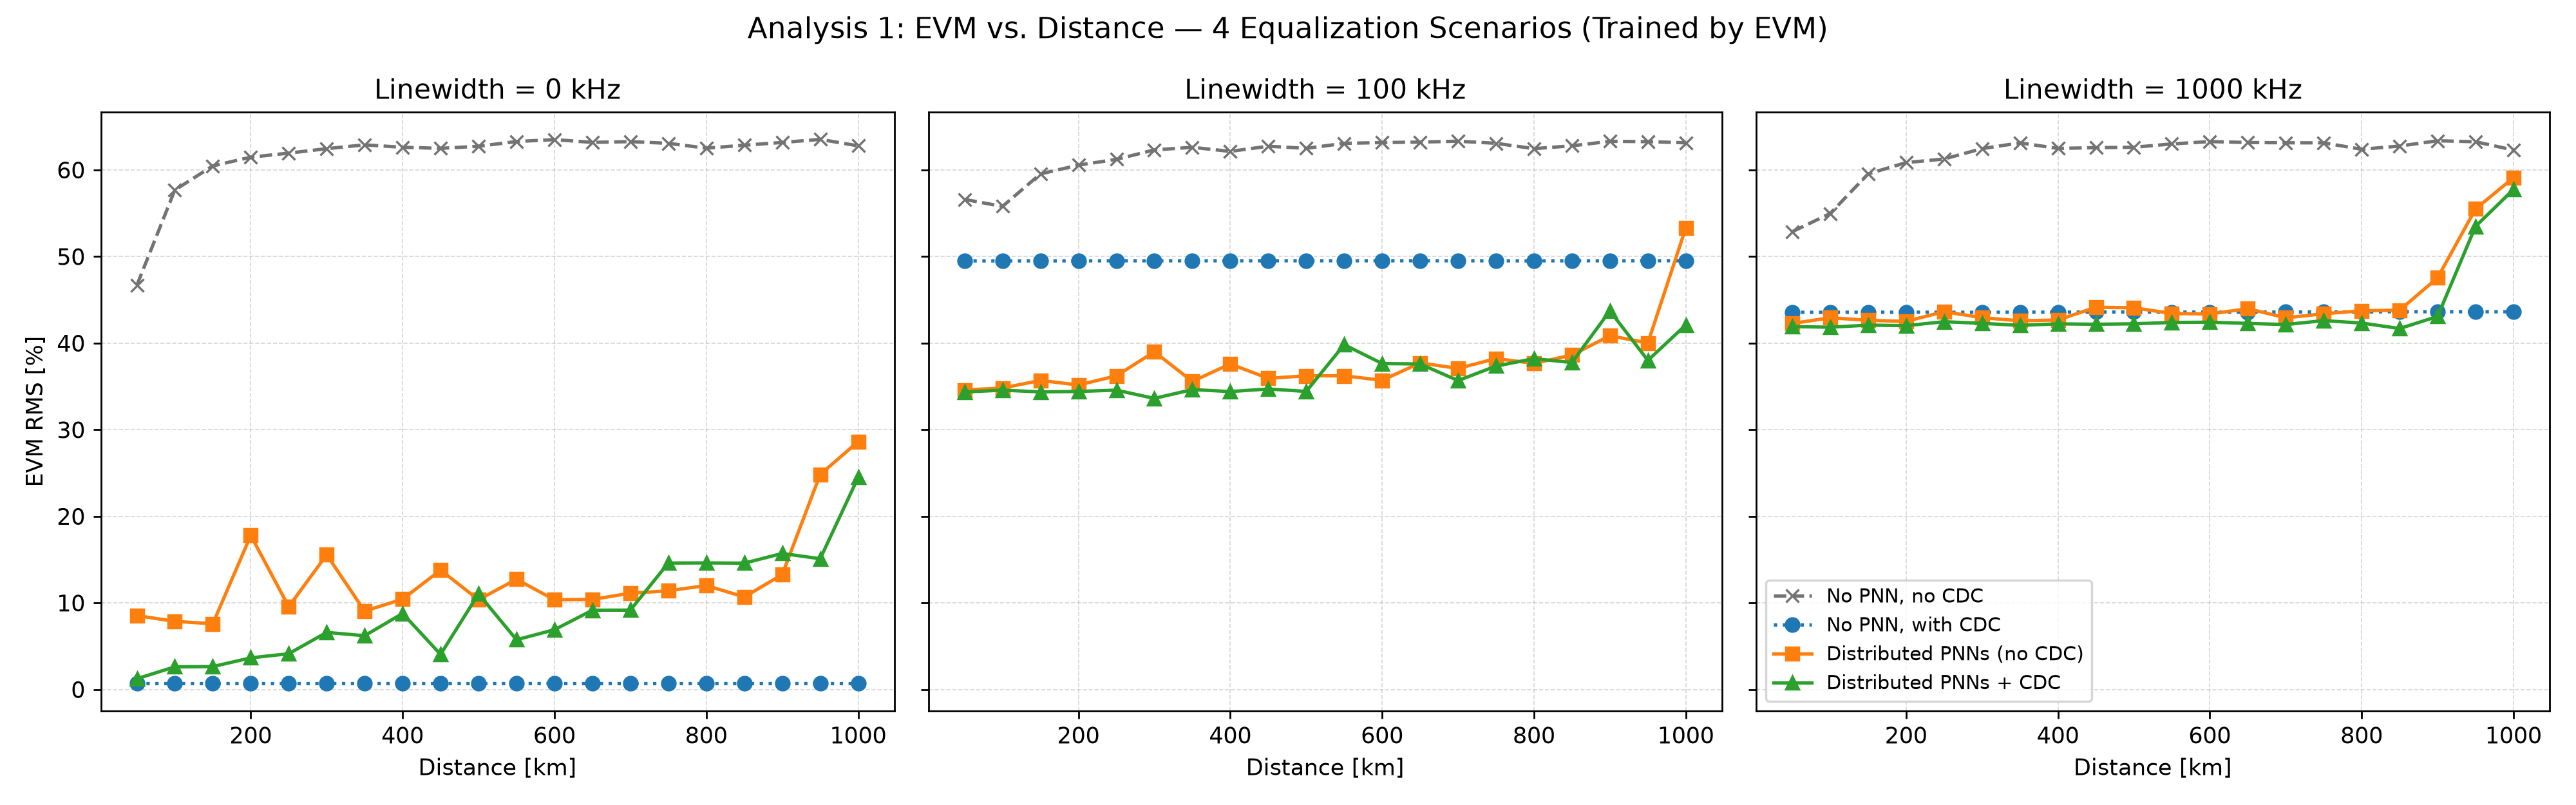 Analysis 1: EVM vs. Distance — 4 Equalization Scenarios (Trained by EVM)
Linewidth = 0 kHz
EVM RMS [%]
60
50
40
30
20
10
0
200 400 600 800 1000
Distance [km]
Linewidth = 100 kHz
200 400 600 800 1000
Distance [km]
Linewidth = 1000 kHz
No PNN, no CDC
No PNN, with CDC
Distributed PNNs (no CDC)
Distributed PNNs + CDC
200 400 600 800 1000
Distance [km]